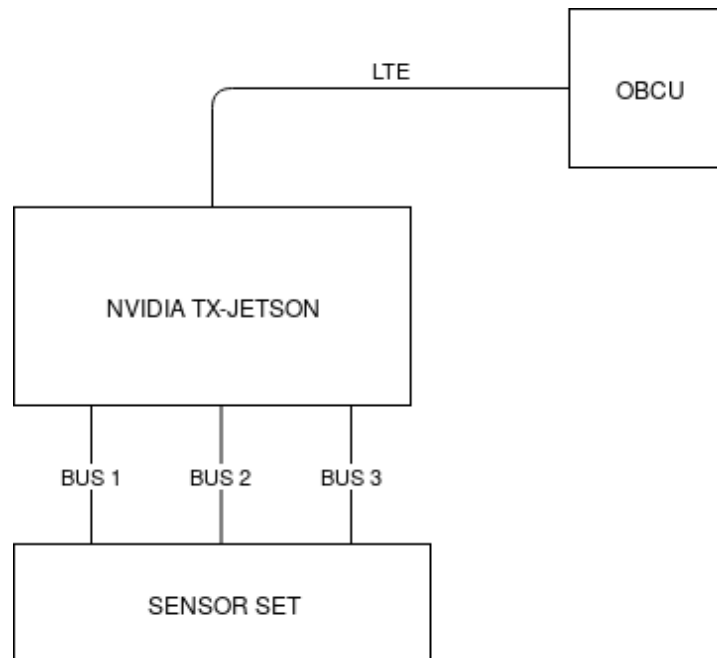 LTE
OBCU
NVIDIA TX-JETSON
BUS 1
BUS 2
BUS 3
SENSOR SET